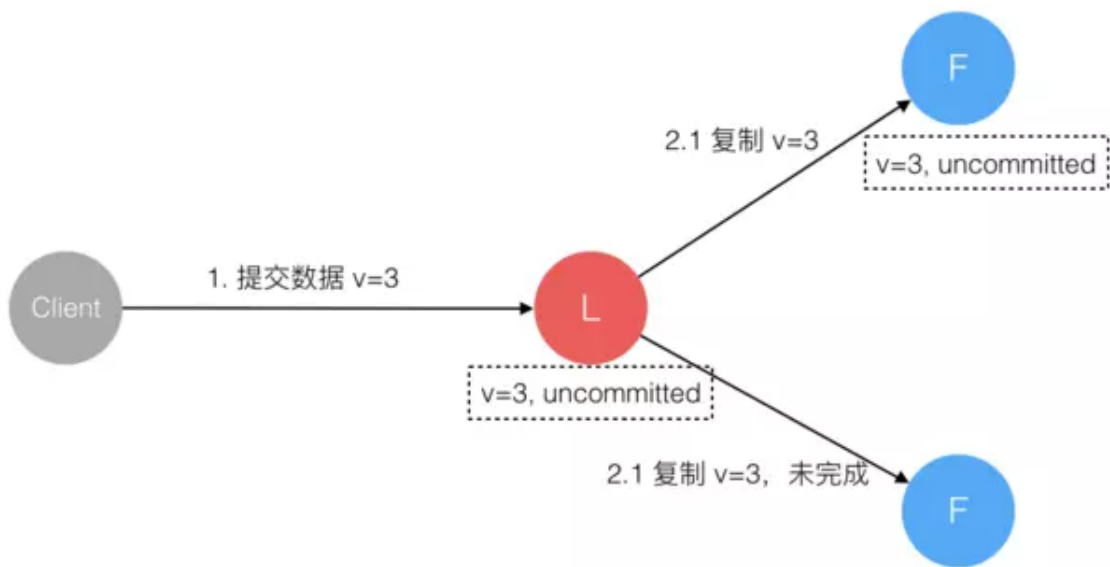 F
2.1 复制 v=3
v=3, uncommitted
1. 提交数据 v=3
Client
L
v=3, uncommitted
2.1 复制 v=3，未完成
F